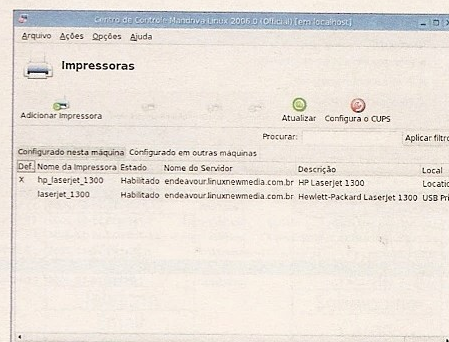 Centro de Controle Mandriva Linux 2006.0 (Official) [em localhost]
Arquivo Ações Opções Ajuda
Impressoras
Adicionar Impressora
Atualizar Configura o CUPS
Procurar: Aplicar filtro
Configurado nesta máquina Configurado em outras máquinas
Def. Nome da Impressora Estado Nome do Servidor Descrição Local
X hp_laserjet_1300 Habilitado endeavour.linuxnewmedia.com.br HP LaserJet 1300 Locatio
laserjet_1300 Habilitado endeavour.linuxnewmedia.com.br Hewlett-Packard LaserJet 1300 USB Pri